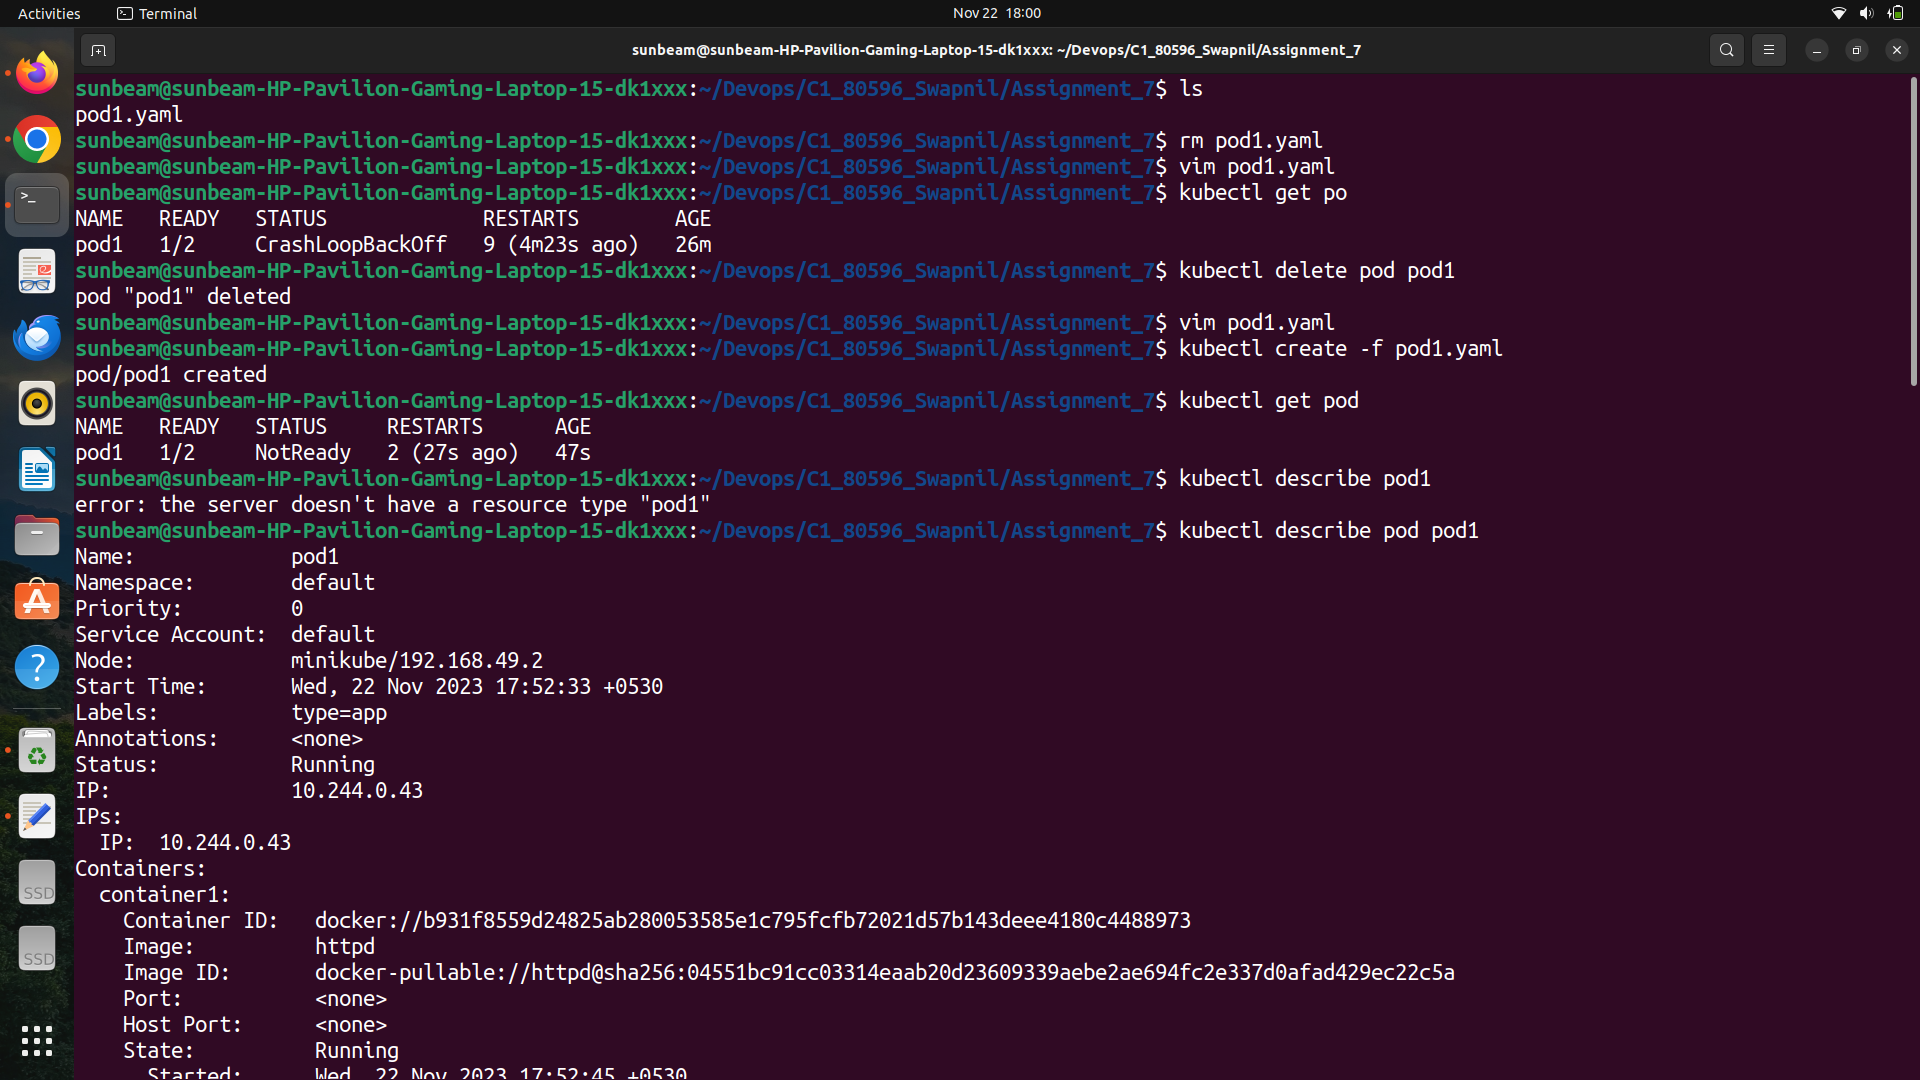 Activities
Terminal
Nov 22 18:00
sunbeam@sunbeam-HP-Pavilion-Gaming-Laptop-15-dk1xxx: ~/Devops/C1_80596_Swapnil/Assignment_7
sunbeam@sunbeam-HP-Pavilion-Gaming-Laptop-15-dk1xxx:~/Devops/C1_80596_Swapnil/Assignment_7$ ls
pod1.yaml
sunbeam@sunbeam-HP-Pavilion-Gaming-Laptop-15-dk1xxx:~/Devops/C1_80596_Swapnil/Assignment_7$ rm pod1.yaml
sunbeam@sunbeam-HP-Pavilion-Gaming-Laptop-15-dk1xxx:~/Devops/C1_80596_Swapnil/Assignment_7$ vim pod1.yaml
sunbeam@sunbeam-HP-Pavilion-Gaming-Laptop-15-dk1xxx:~/Devops/C1_80596_Swapnil/Assignment_7$ kubectl get po
NAME   READY   STATUS             RESTARTS        AGE
pod1   1/2     CrashLoopBackOff   9 (4m23s ago)   26m
sunbeam@sunbeam-HP-Pavilion-Gaming-Laptop-15-dk1xxx:~/Devops/C1_80596_Swapnil/Assignment_7$ kubectl delete pod pod1
pod "pod1" deleted
sunbeam@sunbeam-HP-Pavilion-Gaming-Laptop-15-dk1xxx:~/Devops/C1_80596_Swapnil/Assignment_7$ vim pod1.yaml
sunbeam@sunbeam-HP-Pavilion-Gaming-Laptop-15-dk1xxx:~/Devops/C1_80596_Swapnil/Assignment_7$ kubectl create -f pod1.yaml
pod/pod1 created
sunbeam@sunbeam-HP-Pavilion-Gaming-Laptop-15-dk1xxx:~/Devops/C1_80596_Swapnil/Assignment_7$ kubectl get pod
NAME   READY   STATUS     RESTARTS      AGE
pod1   1/2     NotReady   2 (27s ago)   47s
sunbeam@sunbeam-HP-Pavilion-Gaming-Laptop-15-dk1xxx:~/Devops/C1_80596_Swapnil/Assignment_7$ kubectl describe pod1
error: the server doesn't have a resource type "pod1"
sunbeam@sunbeam-HP-Pavilion-Gaming-Laptop-15-dk1xxx:~/Devops/C1_80596_Swapnil/Assignment_7$ kubectl describe pod pod1
Name:             pod1
Namespace:        default
Priority:         0
Service Account:  default
Node:             minikube/192.168.49.2
Start Time:       Wed, 22 Nov 2023 17:52:33 +0530
Labels:           type=app
Annotations:      <none>
Status:           Running
IP:               10.244.0.43
IPs:
  IP:  10.244.0.43
Containers:
  container1:
    Container ID:   docker://b931f8559d24825ab280053585e1c795fcfb72021d57b143deee4180c4488973
    Image:          httpd
    Image ID:       docker-pullable://httpd@sha256:04551bc91cc03314eaab20d23609339aebe2ae694fc2e337d0afad429ec22c5a
    Port:           <none>
    Host Port:      <none>
    State:          Running
      Started:      Wed, 22 Nov 2023 17:52:45 +0530
SSD
SSD